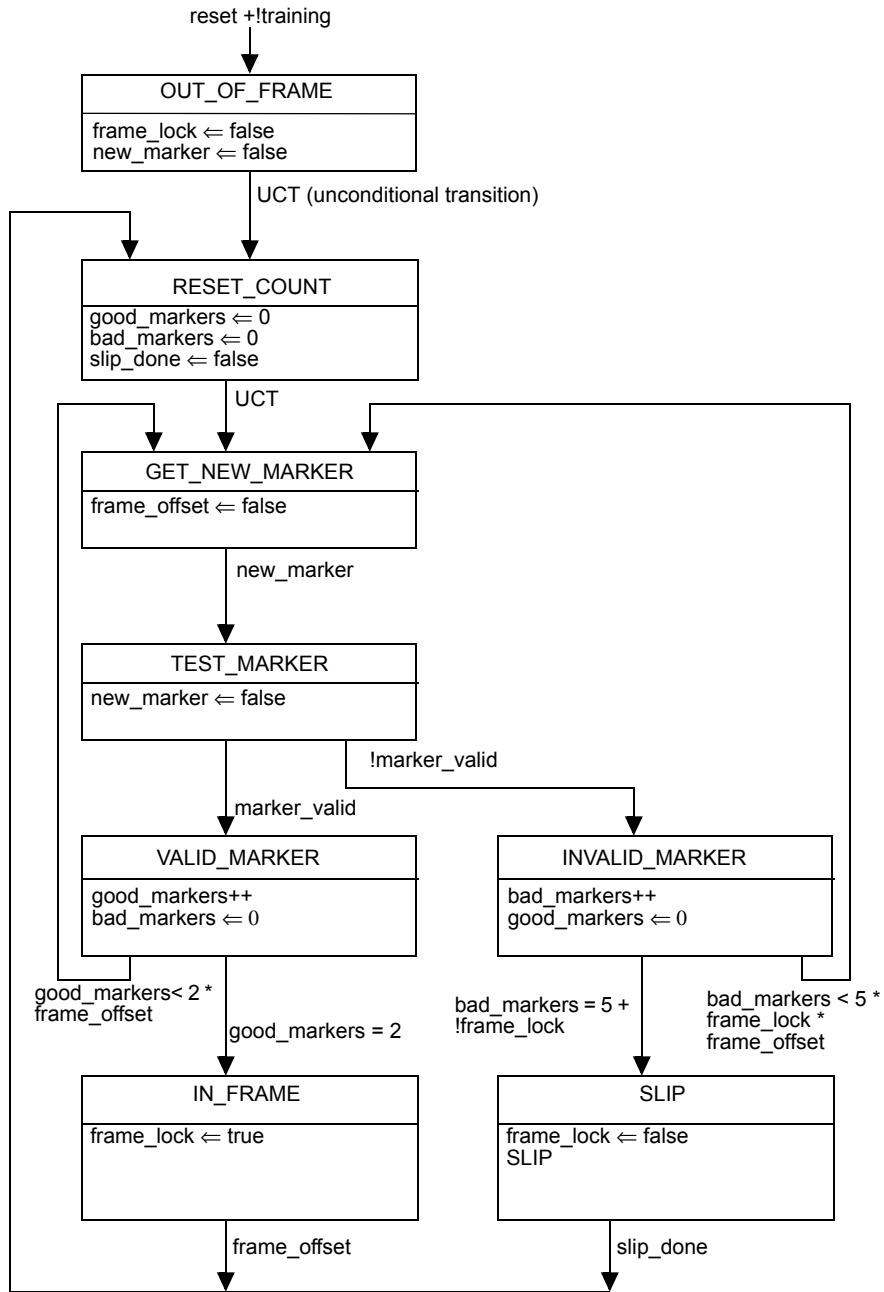 reset +!training
OUT_OF_FRAME
frame_lock ⇐ false
new_marker ⇐ false
UCT (unconditional transition)
RESET_COUNT
good_markers ⇐ 0
bad_markers ⇐ 0
slip_done ⇐ false
UCT
GET_NEW_MARKER
frame_offset ⇐ false
new_marker
TEST_MARKER
new_marker ⇐ false
!marker_valid
marker_valid
VALID_MARKER
good_markers++
bad_markers ⇐ 0
INVALID_MARKER
bad_markers++
good_markers ⇐ 0
good_markers< 2 *
frame_offset
good_markers = 2
bad_markers = 5 +
!frame_lock
bad_markers < 5 *
frame_lock *
frame_offset
IN_FRAME
frame_lock ⇐ true
SLIP
frame_lock ⇐ false
SLIP
frame_offset
slip_done